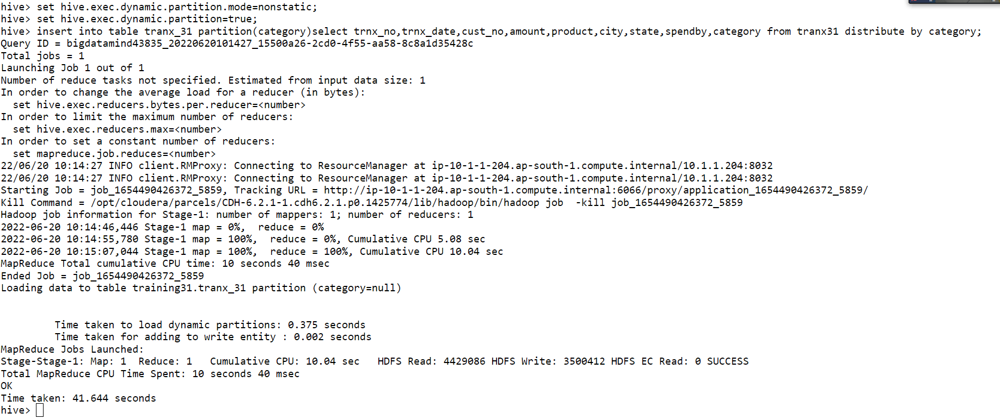 hive> set hive.exec.dynamic.partition.mode=nonstatic;
hive> set hive.exec.dynamic.partition=true;
hive> insert into table tranx_31 partition(category)select trnx_no,trnx_date,cust_no,amount,product,city,state,spendby,category from tranx31 distribute by category;
Query ID = bigdatamind43835_20220620101427_15500a26-2cd0-4f55-aa58-8c8a1d35428c
Total jobs = 1
Launching Job 1 out of 1
Number of reduce tasks not specified. Estimated from input data size: 1
In order to change the average load for a reducer (in bytes):
  set hive.exec.reducers.bytes.per.reducer=<number>
In order to limit the maximum number of reducers:
  set hive.exec.reducers.max=<number>
In order to set a constant number of reducers:
  set mapreduce.job.reduces=<number>
22/06/20 10:14:27 INFO client.RMProxy: Connecting to ResourceManager at ip-10-1-1-204.ap-south-1.compute.internal/10.1.1.204:8032
22/06/20 10:14:27 INFO client.RMProxy: Connecting to ResourceManager at ip-10-1-1-204.ap-south-1.compute.internal/10.1.1.204:8032
Starting Job = job_1654490426372_5859, Tracking URL = http://ip-10-1-1-204.ap-south-1.compute.internal:6066/proxy/application_1654490426372_5859/
Kill Command = /opt/cloudera/parcels/CDH-6.2.1-1.cdh6.2.1.p0.1425774/lib/hadoop/bin/hadoop job  -kill job_1654490426372_5859
Hadoop job information for Stage-1: number of mappers: 1; number of reducers: 1
2022-06-20 10:14:46,446 Stage-1 map = 0%,  reduce = 0%
2022-06-20 10:14:55,780 Stage-1 map = 100%,  reduce = 0%, Cumulative CPU 5.08 sec
2022-06-20 10:15:07,044 Stage-1 map = 100%,  reduce = 100%, Cumulative CPU 10.04 sec
MapReduce Total cumulative CPU time: 10 seconds 40 msec
Ended Job = job_1654490426372_5859
Loading data to table training31.tranx_31 partition (category=null)
Time taken to load dynamic partitions: 0.375 seconds
Time taken for adding to write entity : 0.002 seconds
MapReduce Jobs Launched:
Stage-Stage-1: Map: 1  Reduce: 1   Cumulative CPU: 10.04 sec   HDFS Read: 4429086 HDFS Write: 3500412 HDFS EC Read: 0 SUCCESS
Total MapReduce CPU Time Spent: 10 seconds 40 msec
OK
Time taken: 41.644 seconds
hive>